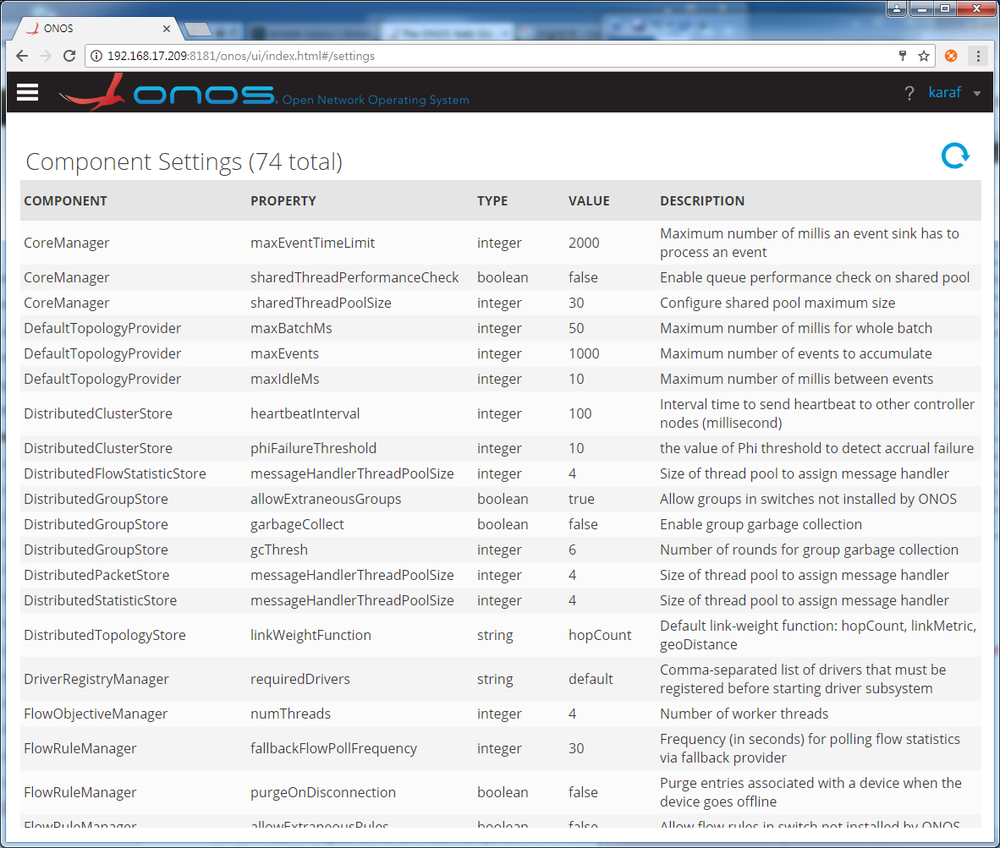 ONOS
192.168.17.209:8181/onos/ui/index.html#/settings
onos. Open Network Operating System
? karaf
Component Settings (74 total)
COMPONENT PROPERTY TYPE VALUE DESCRIPTION
CoreManager maxEventTimeLimit integer 2000 Maximum number of millis an event sink has to
process an event
CoreManager sharedThreadPerformanceCheck boolean false Enable queue performance check on shared pool
CoreManager sharedThreadPoolSize integer 30 Configure shared pool maximum size
DefaultTopologyProvider maxBatchMs integer 50 Maximum number of millis for whole batch
DefaultTopologyProvider maxEvents integer 1000 Maximum number of events to accumulate
DefaultTopologyProvider maxIdleMs integer 10 Maximum number of millis between events
DistributedClusterStore heartbeatInterval integer 100 Interval time to send heartbeat to other controller
nodes (millisecond)
DistributedClusterStore phiFailureThreshold integer 10 the value of Phi threshold to detect accrual failure
DistributedFlowStatisticStore messageHandlerThreadPoolSize integer 4 Size of thread pool to assign message handler
DistributedGroupStore allowExtraneousGroups boolean true Allow groups in switches not installed by ONOS
DistributedGroupStore garbageCollect boolean false Enable group garbage collection
DistributedGroupStore gcThresh integer 6 Number of rounds for group garbage collection
DistributedPacketStore messageHandlerThreadPoolSize integer 4 Size of thread pool to assign message handler
DistributedStatisticStore messageHandlerThreadPoolSize integer 4 Size of thread pool to assign message handler
DistributedTopologyStore linkWeightFunction string hopCount Default link-weight function: hopCount, linkMetric,
geoDistance
DriverRegistryManager requiredDrivers string default Comma-separated list of drivers that must be
registered before starting driver subsystem
FlowObjectiveManager numThreads integer 4 Number of worker threads
FlowRuleManager fallbackFlowPollFrequency integer 30 Frequency (in seconds) for polling flow statistics
via fallback provider
FlowRuleManager purgeOnDisconnection boolean false Purge entries associated with a device when the
device goes offline
FlowRuleManager allowExtraneousRules boolean false Allow flow rules in switch not installed by ONOS